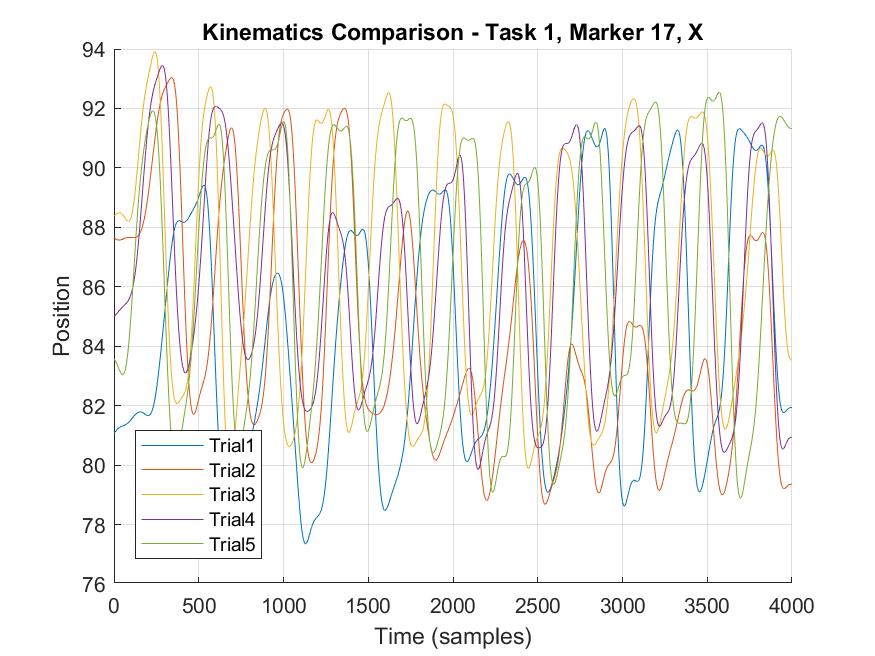 Kinematics Comparison - Task 1, Marker 17, X
94
92
90
88
86
84
82
80
78
76
Position
Trial1
Trial2
Trial3
Trial4
Trial5
0 500 1000 1500 2000 2500 3000 3500 4000
Time (samples)